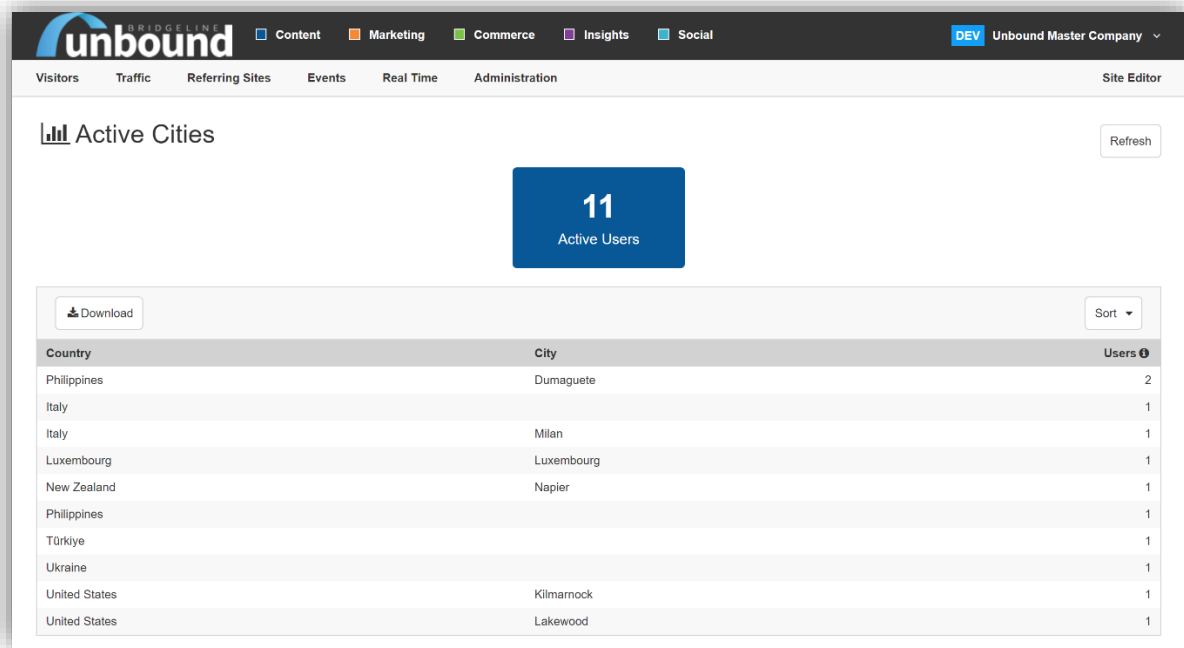 BRIDGELINE
unbound
Content Marketing Commerce Insights Social DEV Unbound Master Company
Visitors Traffic Referring Sites Events Real Time Administration Site Editor
Active Cities
Refresh
11
Active Users
Download Sort
Country City Users
Philippines Dumaguete 2
Italy 1
Italy Milan 1
Luxembourg Luxembourg 1
New Zealand Napier 1
Philippines 1
Türkiye 1
Ukraine 1
United States Kilmarnock 1
United States Lakewood 1